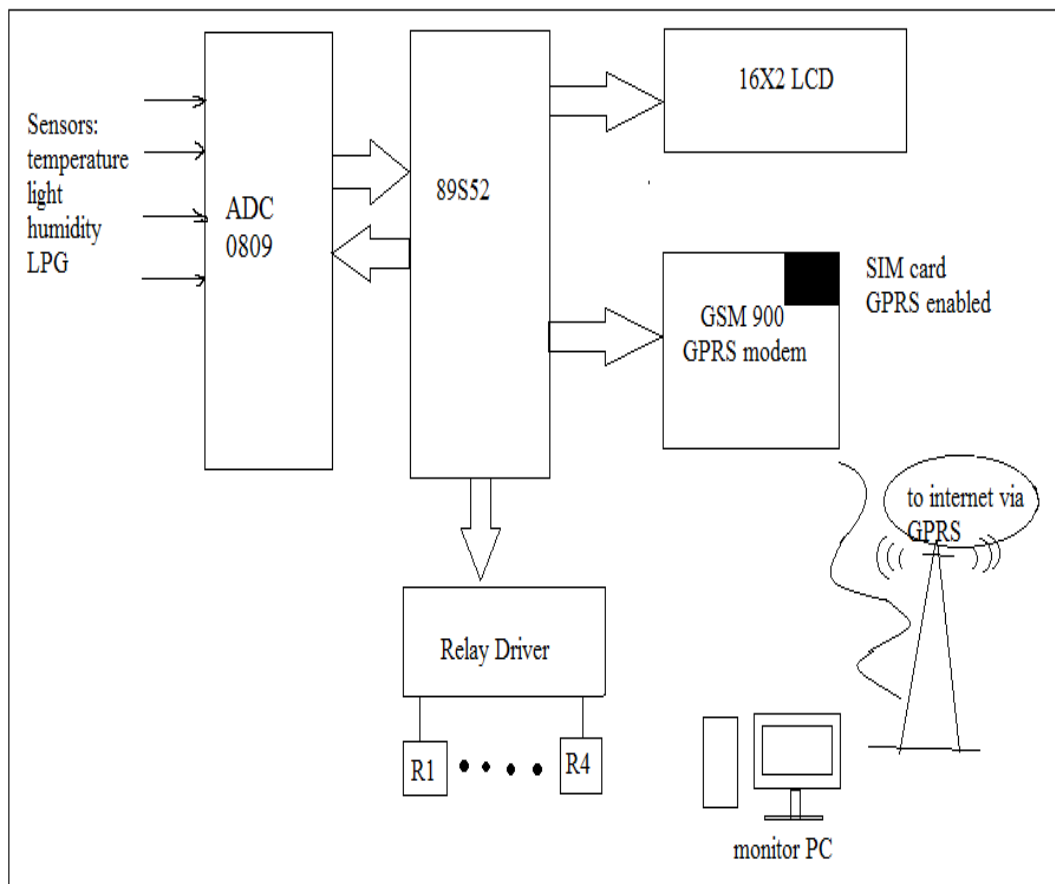 Sensors:
temperature
light
humidity
LPG
ADC
0809
89S52
16X2 LCD
GSM 900
GPRS modem
SIM card
GPRS enabled
to internet via
GPRS
Relay Driver
R1
R4
monitor PC